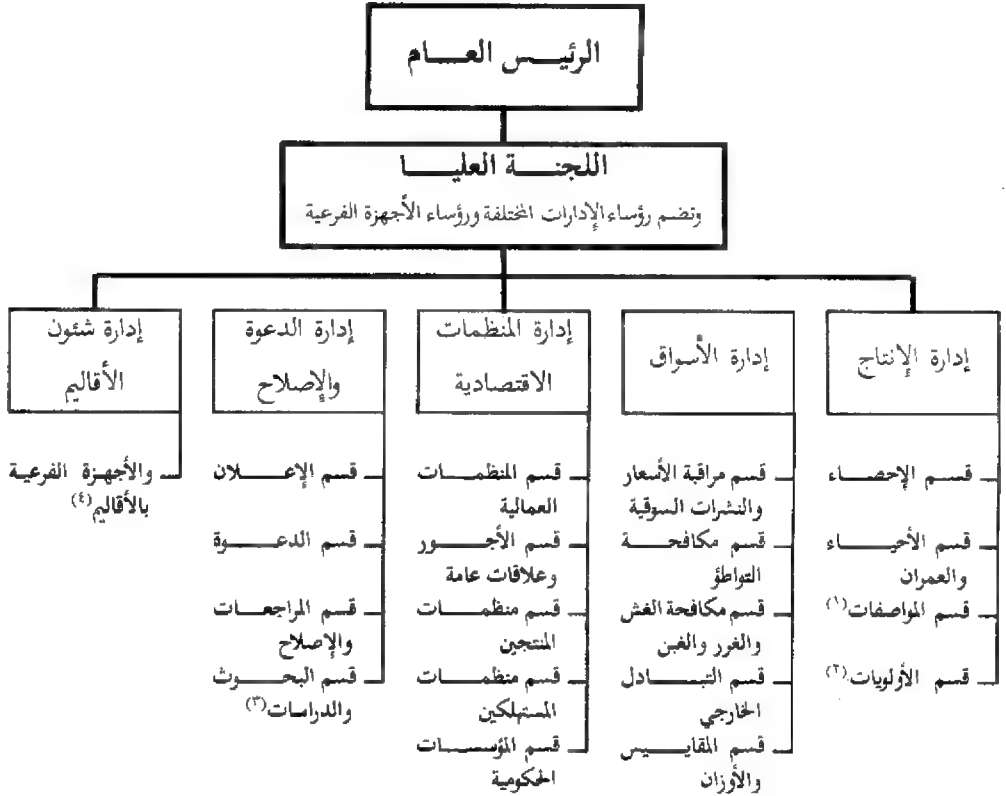 الرئيس العام
اللجنة العليا
وتضم رؤساء الإدارات المختلفة ورؤساء الأجهزة الفرعية
إدارة الإنتاج
قسم الإحصاء
قسم الأحياء
والعمران
قسم المواصفات(١)
قسم الأولويات(٢)
إدارة الأسواق
قسم مراقبة الأسعار
والنشرات السوقية
قسم مكافحة
التواطؤ
قسم مكافحة الغش
والغرر والغبن
قسم التبادل
الخارجي
قسم المقاييس
والأوزان
إدارة المنظمات
الاقتصادية
قسم المنظمات
العمالية
قسم الأجور
وعلاقات عامة
قسم منظمات
المنتجين
قسم منظمات
المستهلكين
قسم المؤسسات
الحكومية
إدارة الدعوة
والإصلاح
قسم الإعلان
قسم الدعوة
قسم المراجعات
والإصلاح
قسم البحوث
والدراسات(٣)
إدارة شئون
الأقاليم
والأجهزة الفرعية
بالأقاليم(٤)